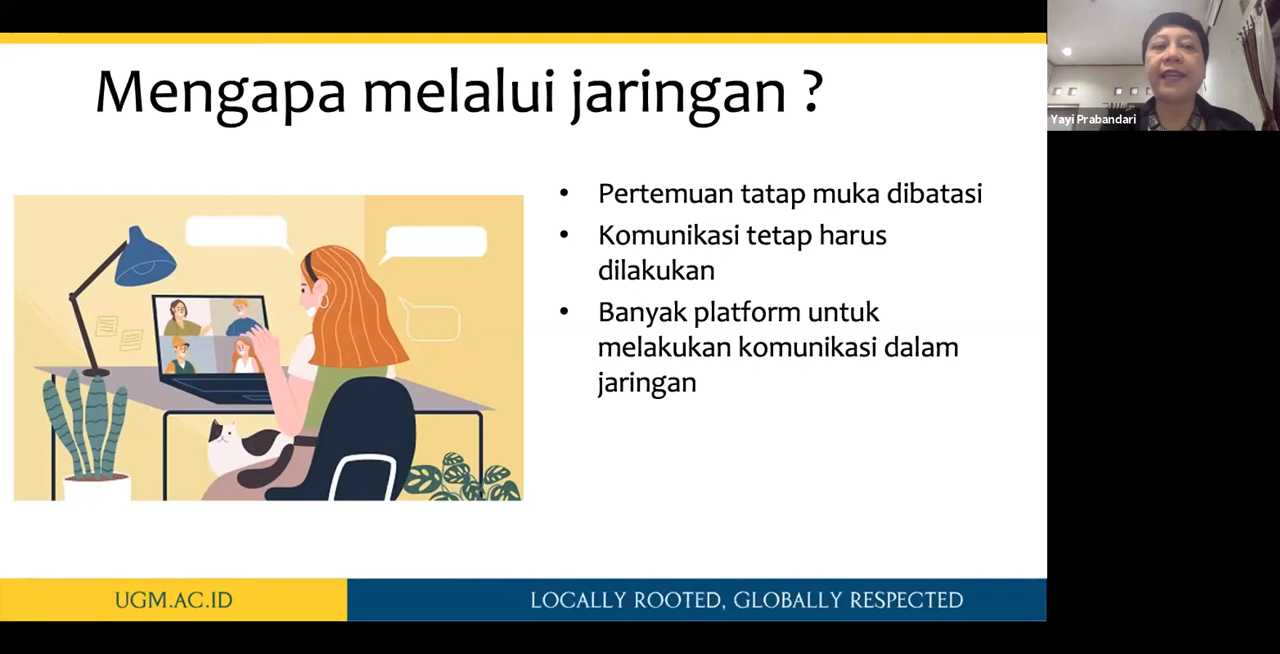 Mengapa melalui jaringan ?
Yayi Prabandari
• Pertemuan tatap muka dibatasi
• Komunikasi tetap harus
dilakukan
• Banyak platform untuk
melakukan komunikasi dalam
jaringan
UGM.AC.ID
LOCALLY ROOTED, GLOBALLY RESPECTED